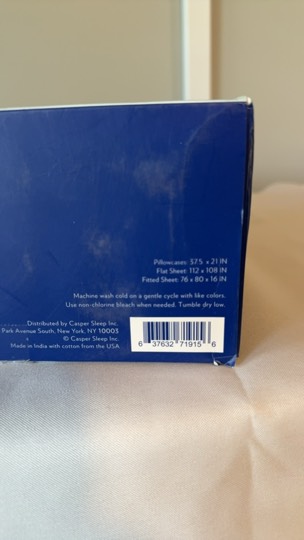 Pillowcases: 37.5 x 21 IN
Flat Sheet: 112 x 108 IN
Fitted Sheet: 76 x 80 x 16 IN
Machine wash cold on a gentle cycle with like colors.
Use non-chlorine bleach when needed. Tumble dry low.
Distributed by Casper Sleep Inc.
Park Avenue South, New York, NY 10003
© Casper Sleep Inc.
Made in India with cotton from the USA
6 37632 71915 6